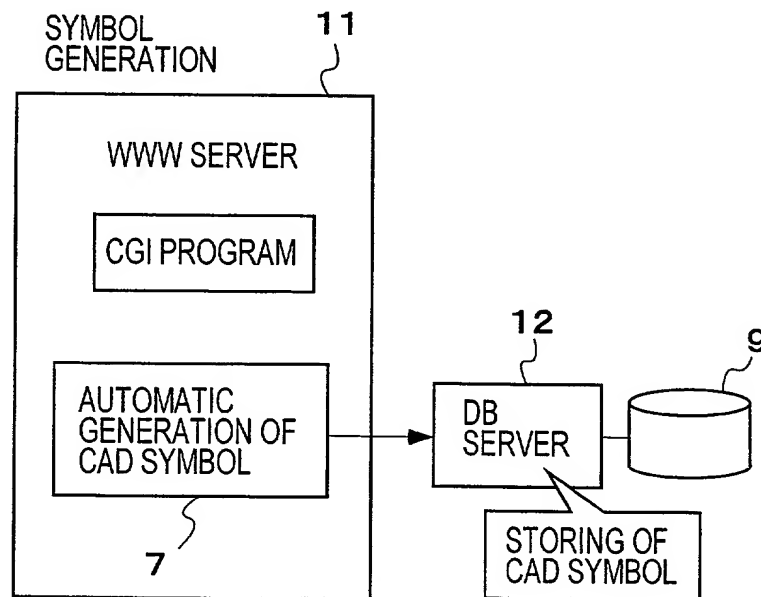 SYMBOL
GENERATION
11
WWW SERVER
CGI PROGRAM
AUTOMATIC
GENERATION OF
CAD SYMBOL
7
12
DB
SERVER
9
STORING OF
CAD SYMBOL